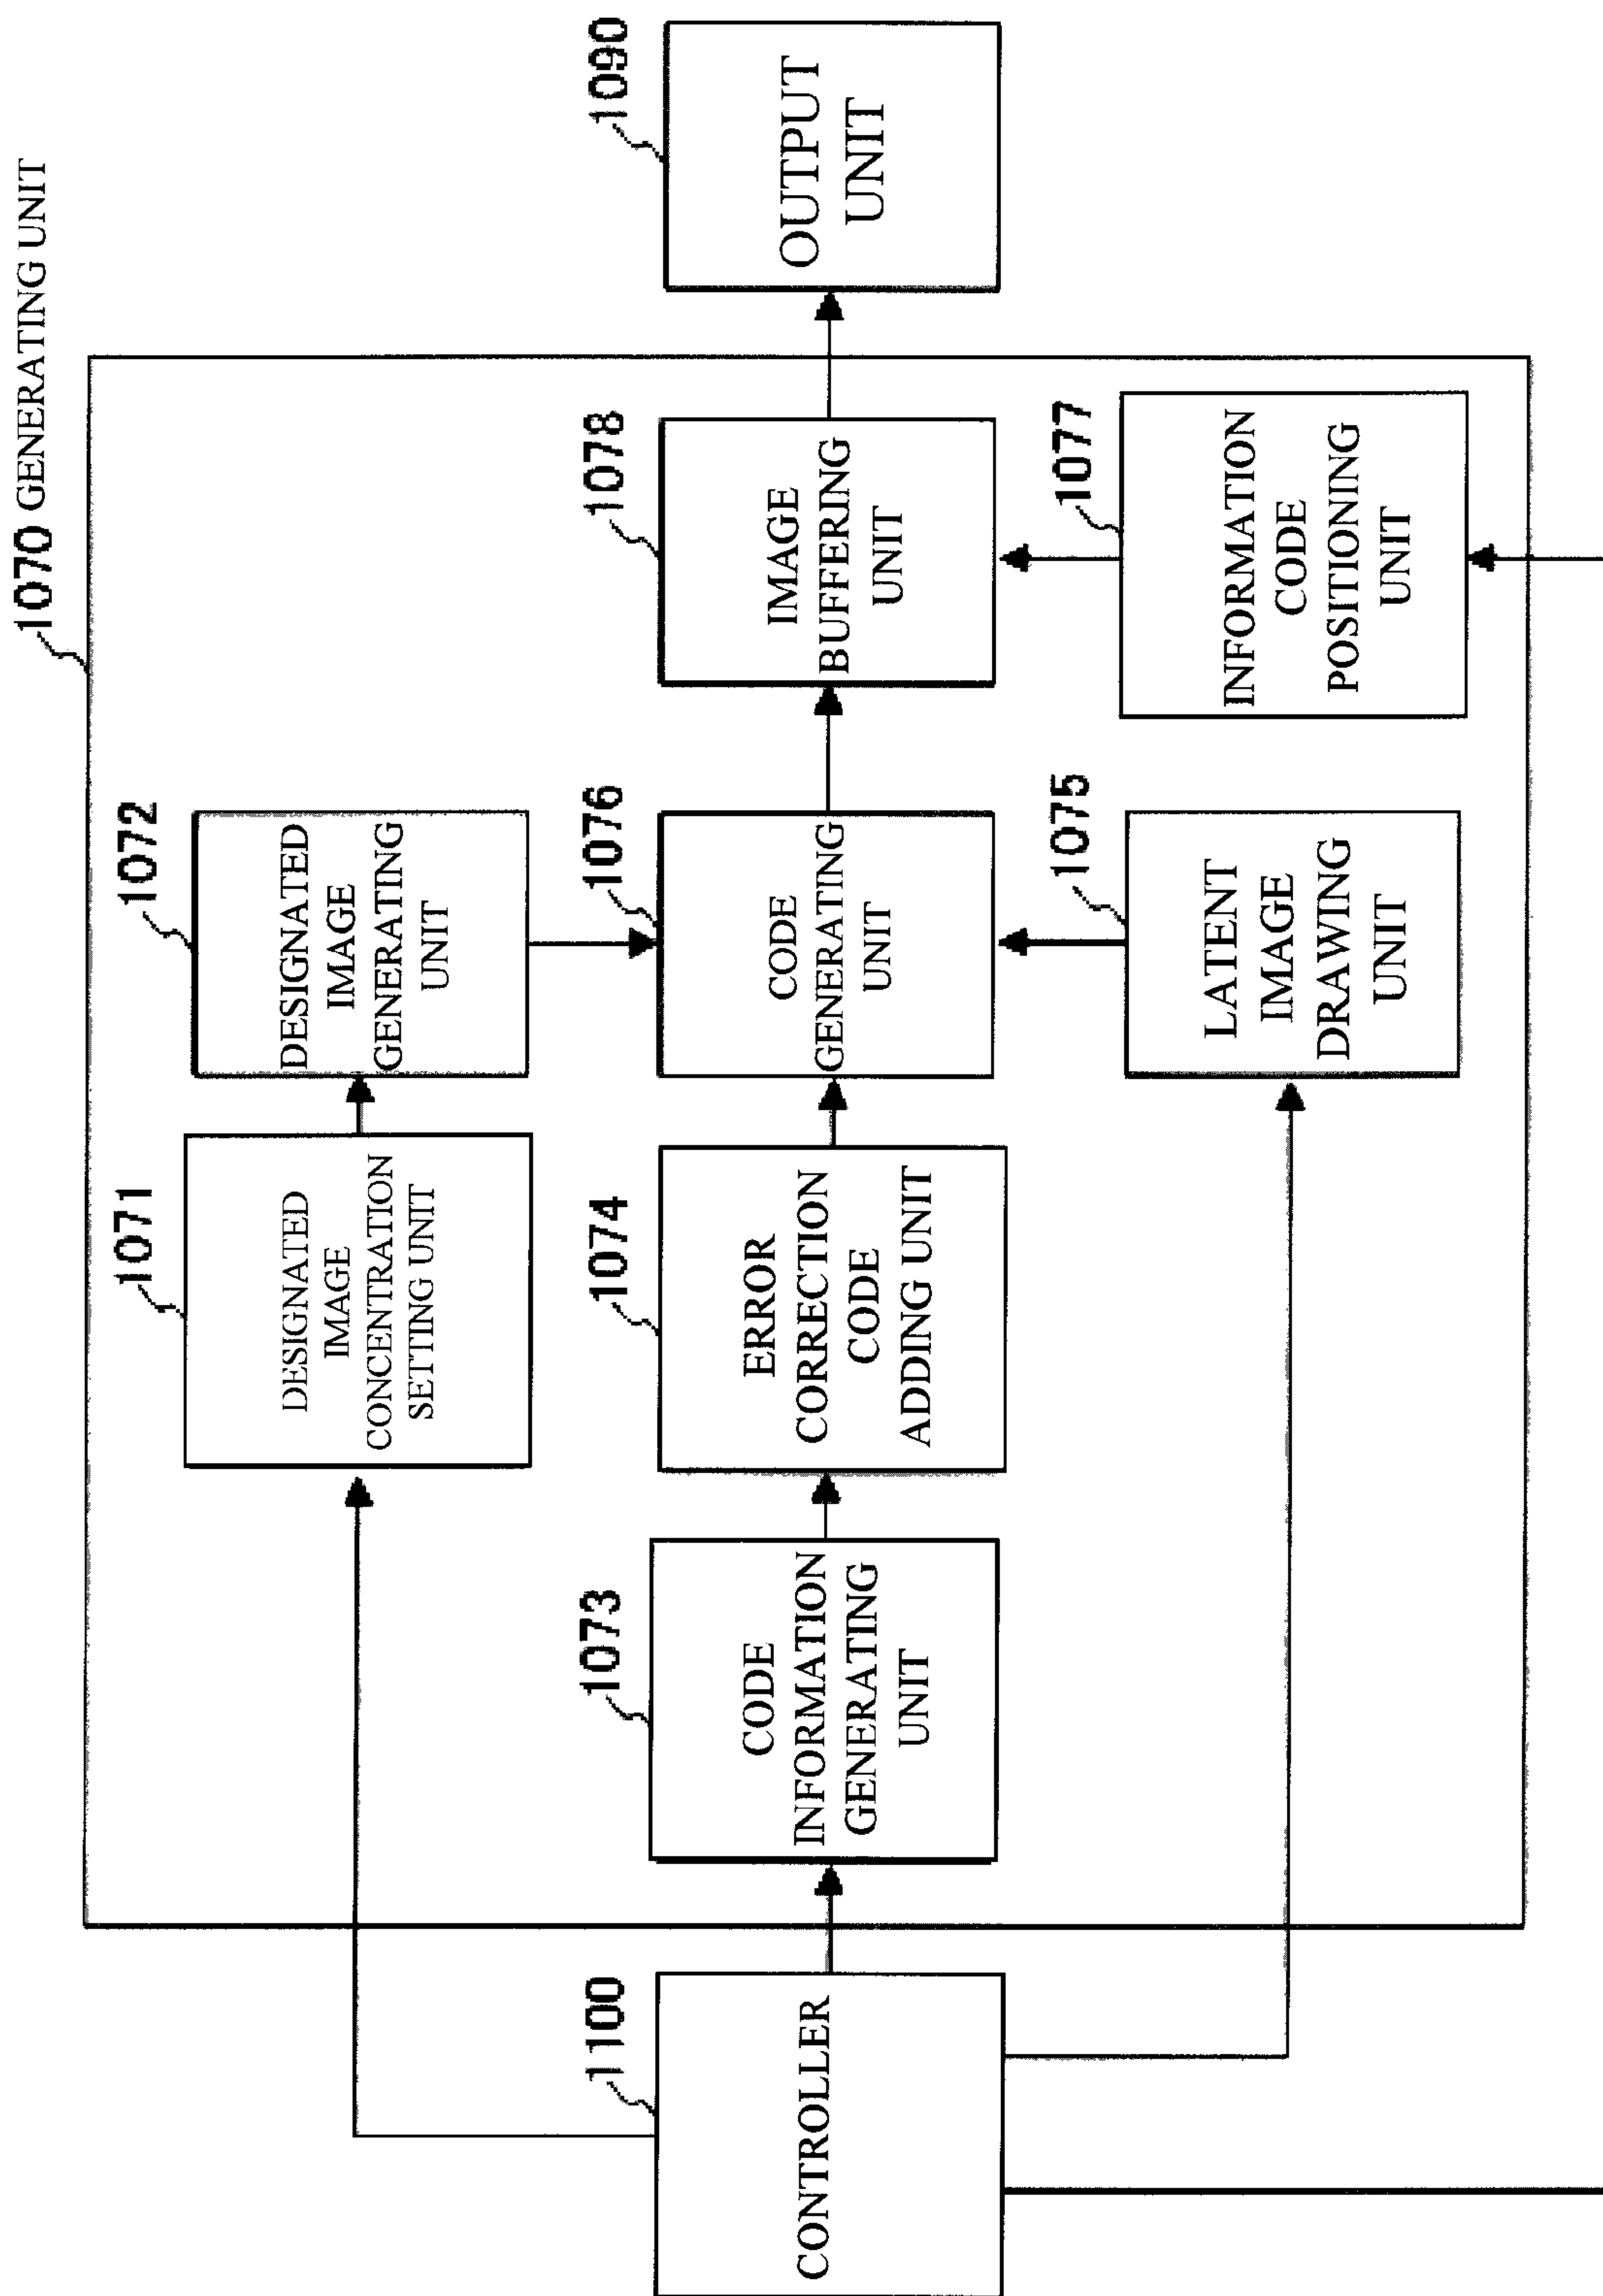 1070 GENERATING UNIT
1071
DESIGNATED
IMAGE
CONCENTRATION
SETTING UNIT
1072
DESIGNATED
IMAGE
GENERATING
UNIT
1100
CONTROLLER
1073
CODE
INFORMATION
GENERATING
UNIT
1074
ERROR
CORRECTION
CODE
ADDING UNIT
1076
CODE
GENERATING
UNIT
1078
IMAGE
BUFFERING
UNIT
1090
OUTPUT
UNIT
1075
LATENT
IMAGE
DRAWING
UNIT
1077
INFORMATION
CODE
POSITIONING
UNIT